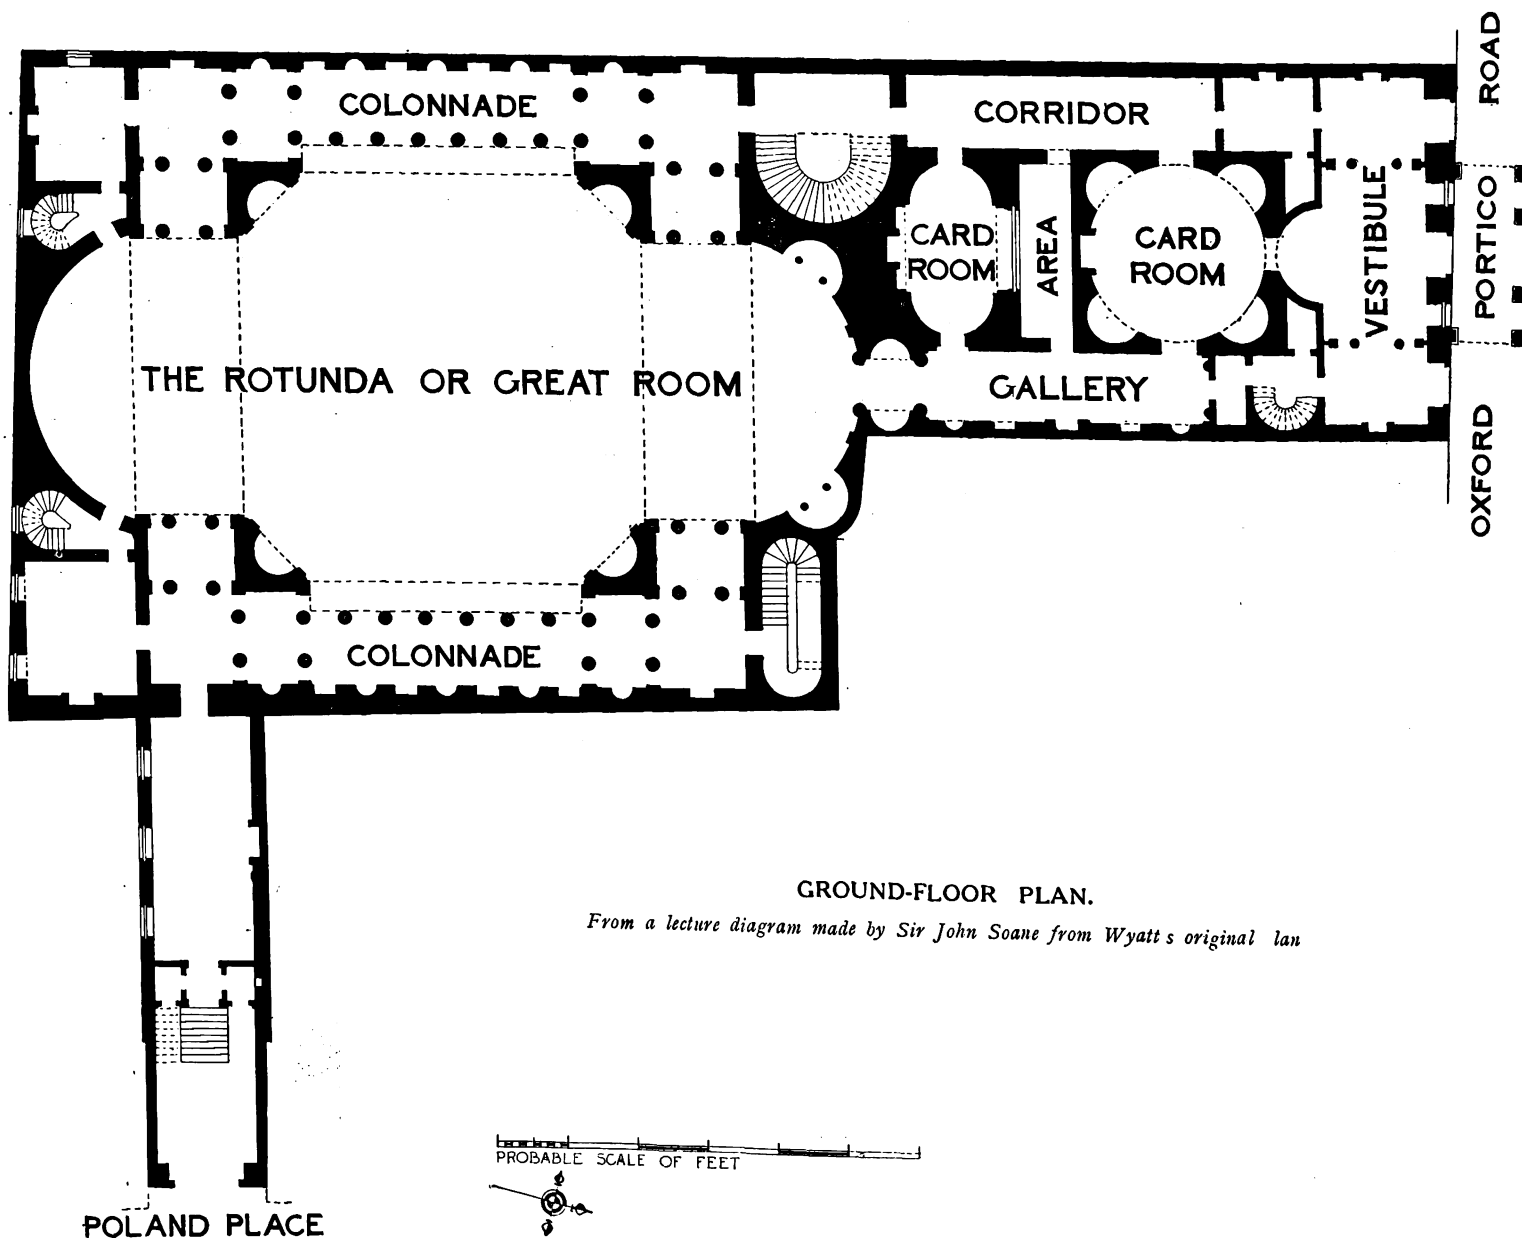 COLONNADE
CORRIDOR
ROAD
CARD
ROOM
AREA
CARD
ROOM
VESTIBULE
PORTICO
THE ROTUNDA OR GREAT ROOM
GALLERY
OXFORD
COLONNADE
GROUND-FLOOR PLAN.
From a lecture diagram made by Sir John Soane from Wyatt s original lan
PROBABLE SCALE OF FEET
POLAND PLACE